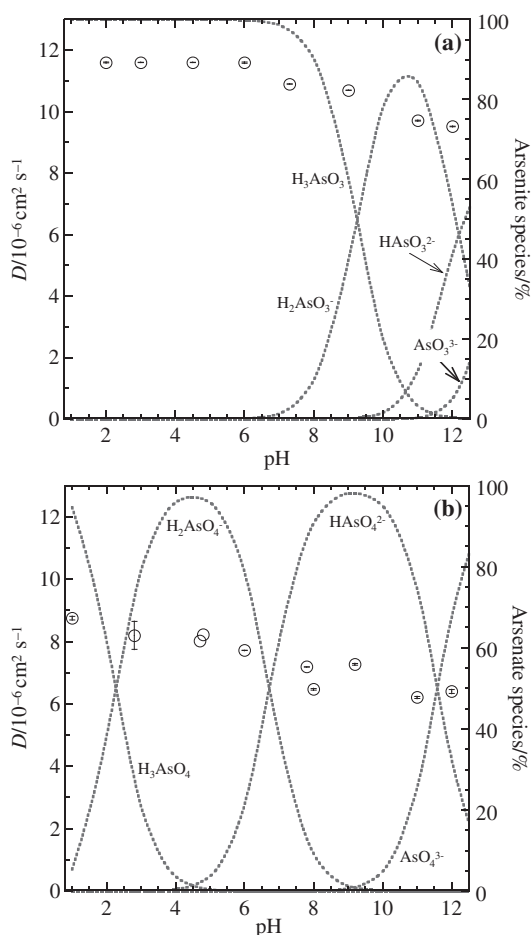 (a)
12
10
8
6
4
2
0
D/10⁻⁶ cm² s⁻¹
100
80
60
40
20
0
Arsenite species/%
H₃AsO₃
HAsO₃²⁻
H₂AsO₃⁻
AsO₃³⁻
2 4 6 8 10 12
pH
(b)
12
10
8
6
4
2
0
D/10⁻⁶ cm² s⁻¹
100
80
60
40
20
0
Arsenate species/%
H₂AsO₄⁻
HAsO₄²⁻
H₃AsO₄
AsO₄³⁻
2 4 6 8 10 12
pH